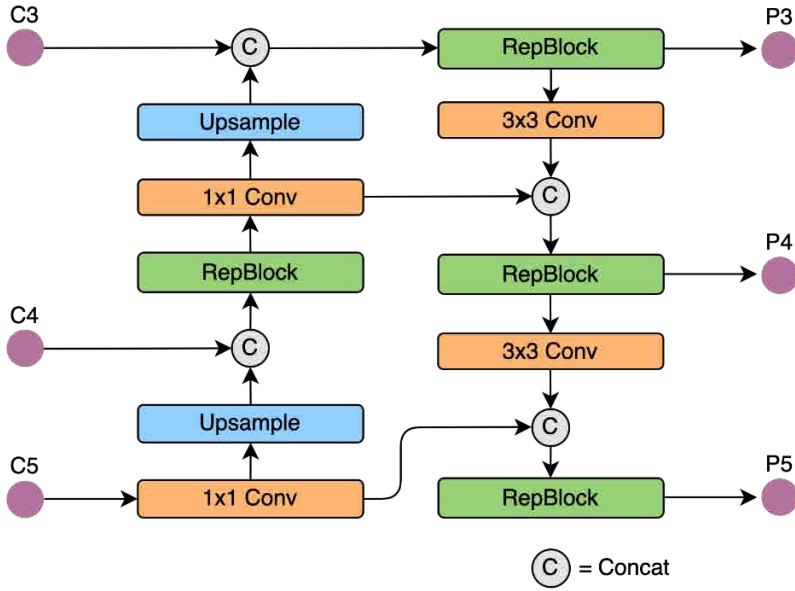 C3
C
RepBlock
P3
Upsample
3x3 Conv
1x1 Conv
C
RepBlock
RepBlock
P4
C4
C
3x3 Conv
Upsample
C
C5
1x1 Conv
RepBlock
P5
C = Concat